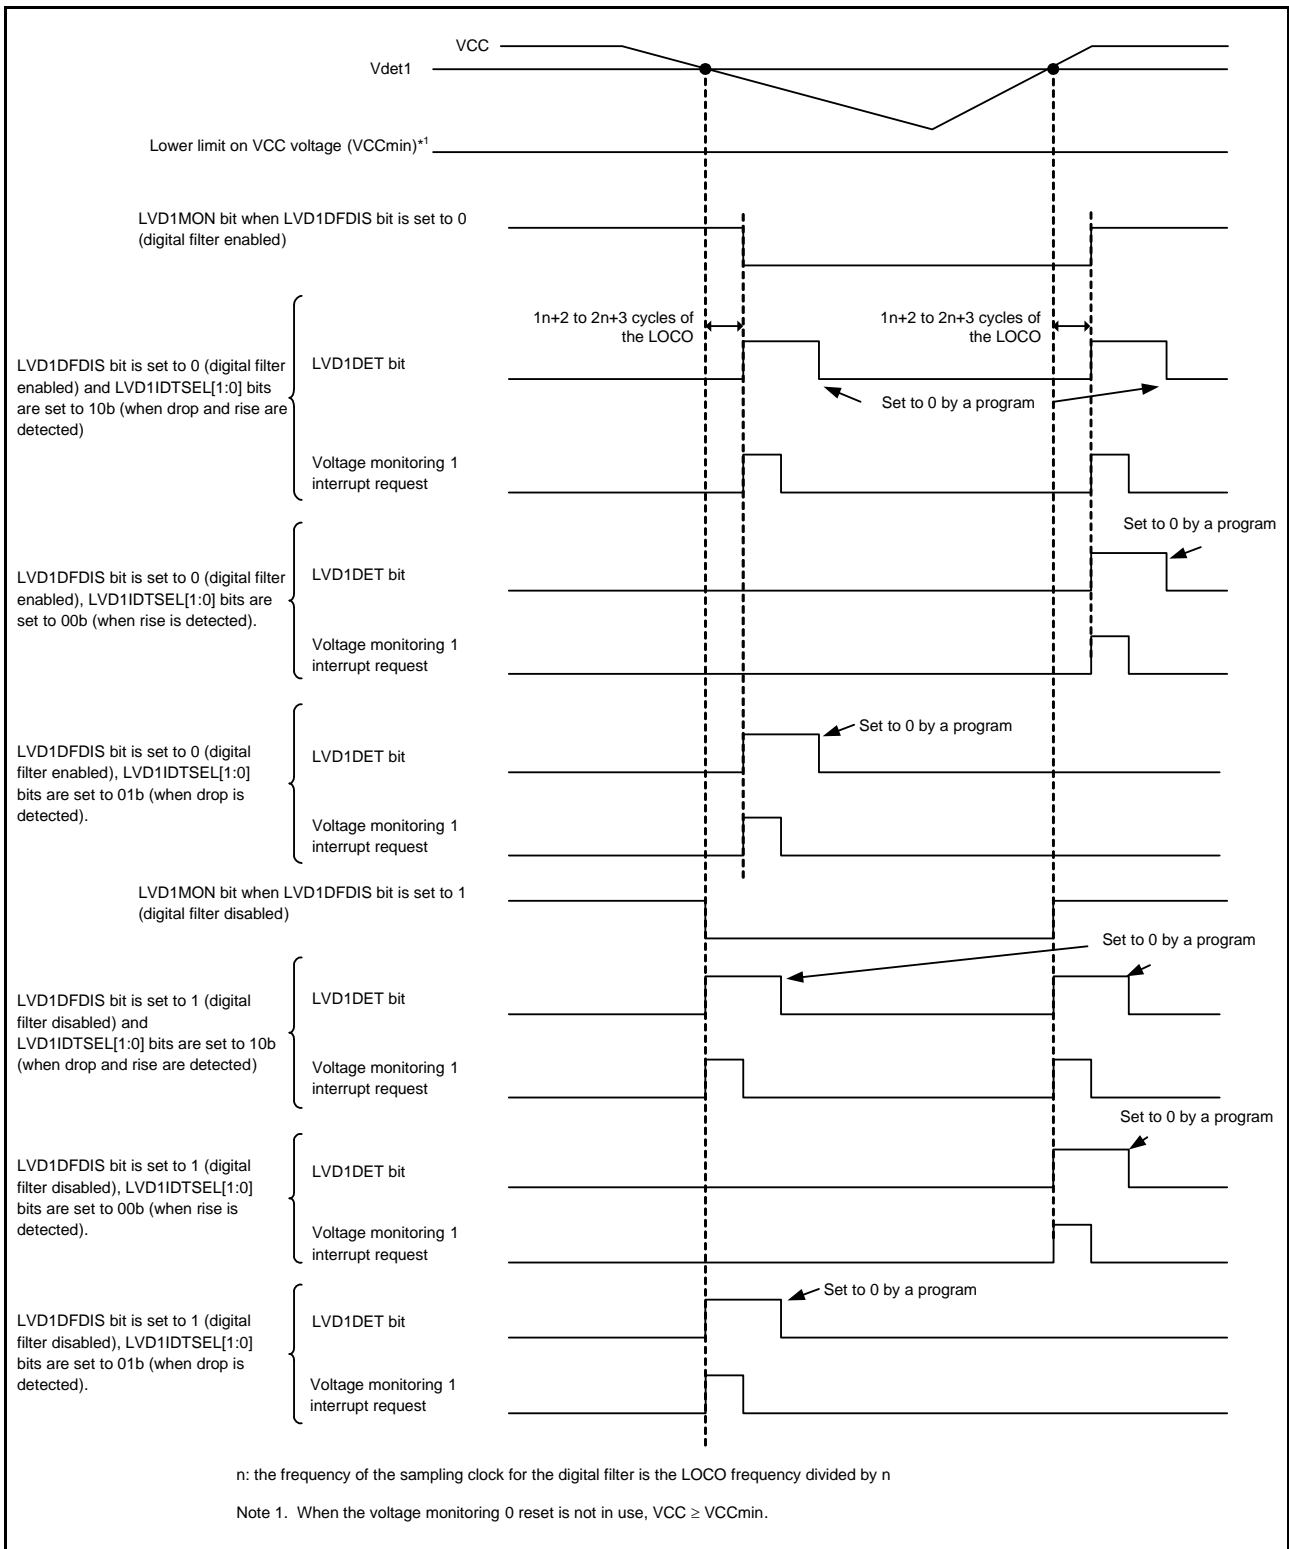 VCC
Vdet1
Lower limit on VCC voltage (VCCmin)*1
LVD1MON bit when LVD1DFDIS bit is set to 0
(digital filter enabled)
1n+2 to 2n+3 cycles of
the LOCO
1n+2 to 2n+3 cycles of
the LOCO
LVD1DFDIS bit is set to 0 (digital filter
enabled) and LVD1IDTSEL[1:0] bits
are set to 10b (when drop and rise are
detected)
LVD1DET bit
Set to 0 by a program
Voltage monitoring 1
interrupt request
Set to 0 by a program
LVD1DFDIS bit is set to 0 (digital filter
enabled), LVD1IDTSEL[1:0] bits are
set to 00b (when rise is detected).
LVD1DET bit
Voltage monitoring 1
interrupt request
Set to 0 by a program
LVD1DFDIS bit is set to 0 (digital
filter enabled), LVD1IDTSEL[1:0]
bits are set to 01b (when drop is
detected).
LVD1DET bit
Voltage monitoring 1
interrupt request
LVD1MON bit when LVD1DFDIS bit is set to 1
(digital filter disabled)
Set to 0 by a program
LVD1DFDIS bit is set to 1 (digital
filter disabled) and
LVD1IDTSEL[1:0] bits are set to 10b
(when drop and rise are detected)
LVD1DET bit
Voltage monitoring 1
interrupt request
Set to 0 by a program
LVD1DFDIS bit is set to 1 (digital
filter disabled), LVD1IDTSEL[1:0]
bits are set to 00b (when rise is
detected).
LVD1DET bit
Voltage monitoring 1
interrupt request
Set to 0 by a program
LVD1DFDIS bit is set to 1 (digital
filter disabled), LVD1IDTSEL[1:0]
bits are set to 01b (when drop is
detected).
LVD1DET bit
Voltage monitoring 1
interrupt request
n: the frequency of the sampling clock for the digital filter is the LOCO frequency divided by n
Note 1. When the voltage monitoring 0 reset is not in use, VCC ≥ VCCmin.